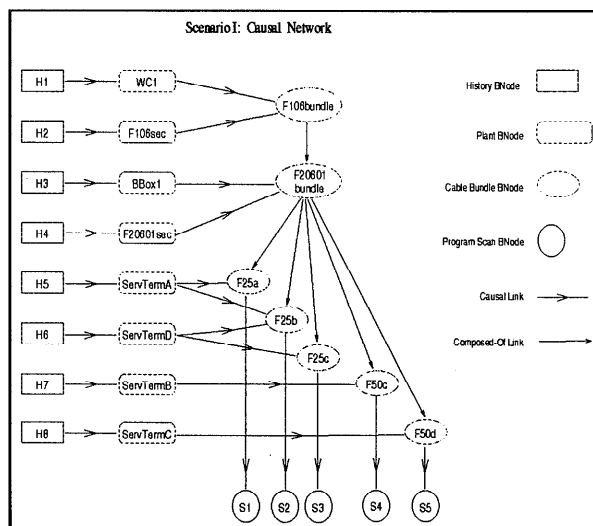 Scenario I: Causal Network
H1
WC1
H2
F106sec
F106bundle
H3
BBox1
F20601
bundle
H4
F20601sec
H5
ServTermA
F25a
H6
ServTermD
F25b
F25c
H7
ServTermB
F50c
H8
ServTermC
F50d
S1
S2
S3
S4
S5
History BNode
Plant BNode
Cable Bundle BNode
Program Scan BNode
Causal Link
Composed-Of Link